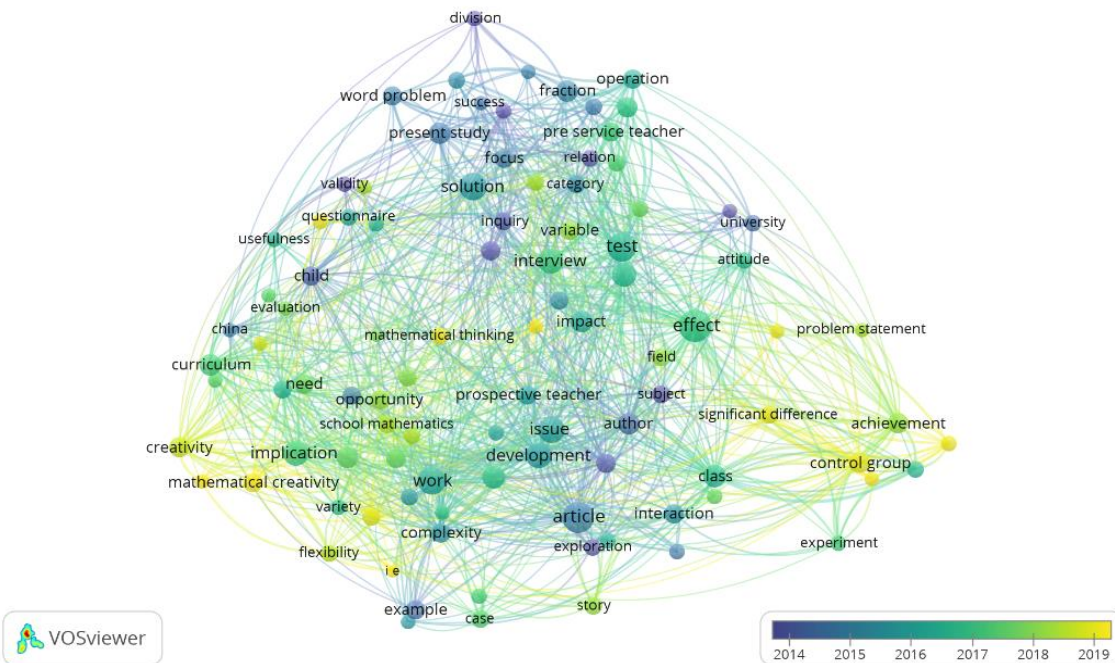 division
operation
word problem
success
fraction
present study
pre service teacher
focus
relation
solution
category
validity
questionnaire
inquiry
variable
university
usefulness
test
interview
attitude
child
evaluation
china
mathematical thinking
impact
effect
problem statement
field
curriculum
need
opportunity
prospective teacher
subject
school mathematics
issue
author
significant difference
achievement
creativity
implication
development
control group
mathematical creativity
work
class
variety
article
interaction
complexity
flexibility
exploration
experiment
i e
example
case
story
VOSviewer
2014 2015 2016 2017 2018 2019